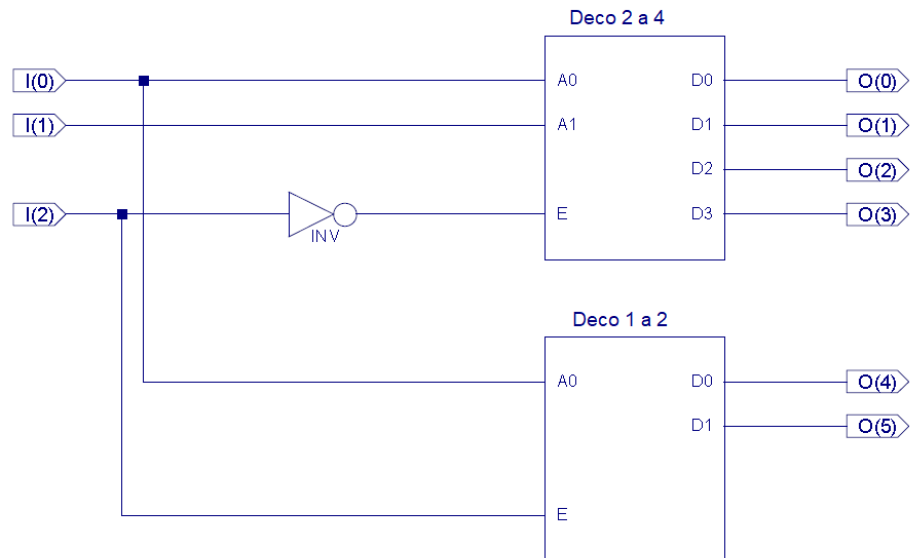 Deco 2 a 4
I(0)
A0
D0
O(0)
I(1)
A1
D1
O(1)
D2
O(2)
I(2)
INV
E
D3
O(3)
Deco 1 a 2
A0
D0
O(4)
D1
O(5)
E